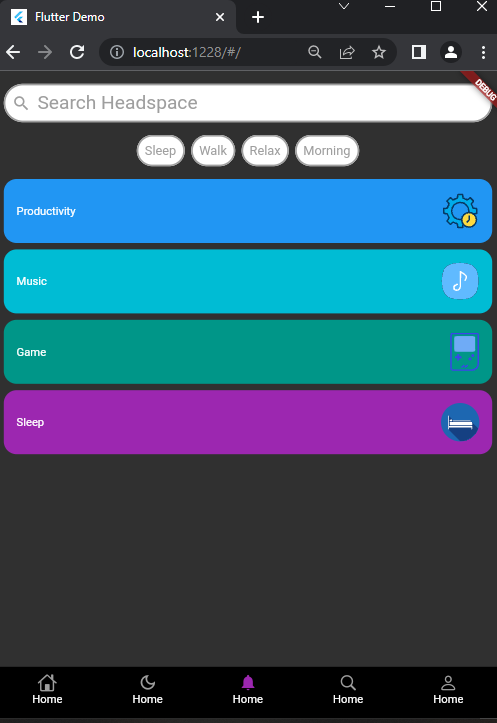 Flutter Demo
localhost:1228/#/
DEBUG
Search Headspace
Sleep Walk Relax Morning
Productivity
Music
Game
Sleep
Home Home Home Home Home